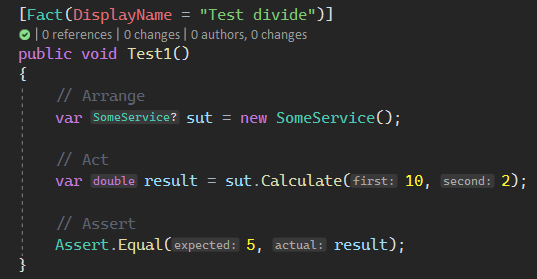 [Fact(DisplayName = "Test divide")]
| 0 references | 0 changes | 0 authors, 0 changes
public void Test1()
{
// Arrange
var SomeService? sut = new SomeService();
// Act
var double result = sut.Calculate(first: 10, second: 2);
// Assert
Assert.Equal(expected: 5, actual: result);
}